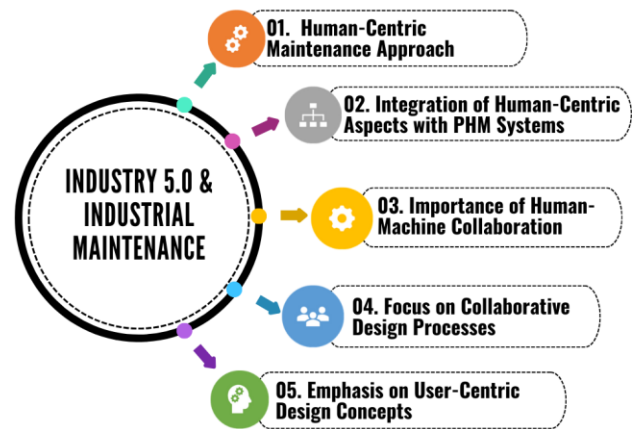 INDUSTRY 5.0 &
INDUSTRIAL
MAINTENANCE
01. Human-Centric
Maintenance Approach
02. Integration of Human-Centric
Aspects with PHM Systems
03. Importance of Human-
Machine Collaboration
04. Focus on Collaborative
Design Processes
05. Emphasis on User-Centric
Design Concepts